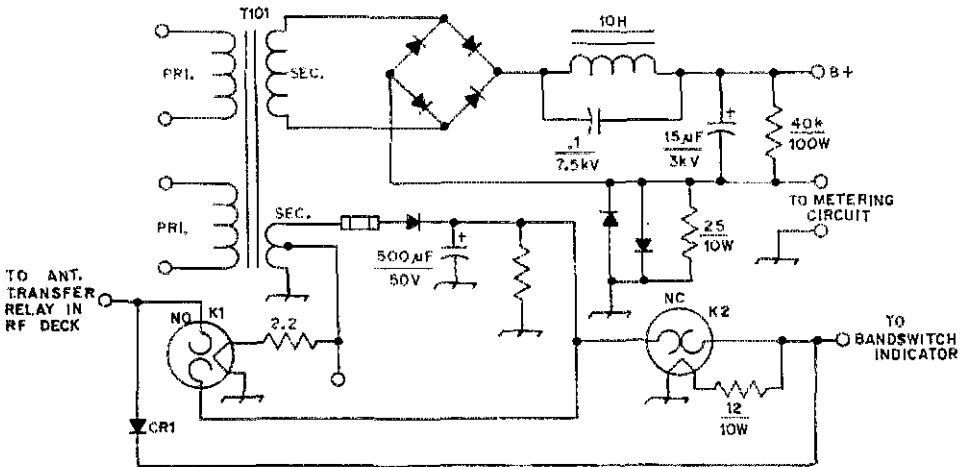 T101
PRI.
SEC.
10H
B+
.1
7.5kV
15µF
3kV
40k
100W
TO METERING
CIRCUIT
PRI.
SEC.
500µF
50V
25
10W
TO ANT.
TRANSFER
RELAY IN
RF DECK
NO
K1
2.2
NC
K2
TO
BANDSWITCH
INDICATOR
12
10W
CR1